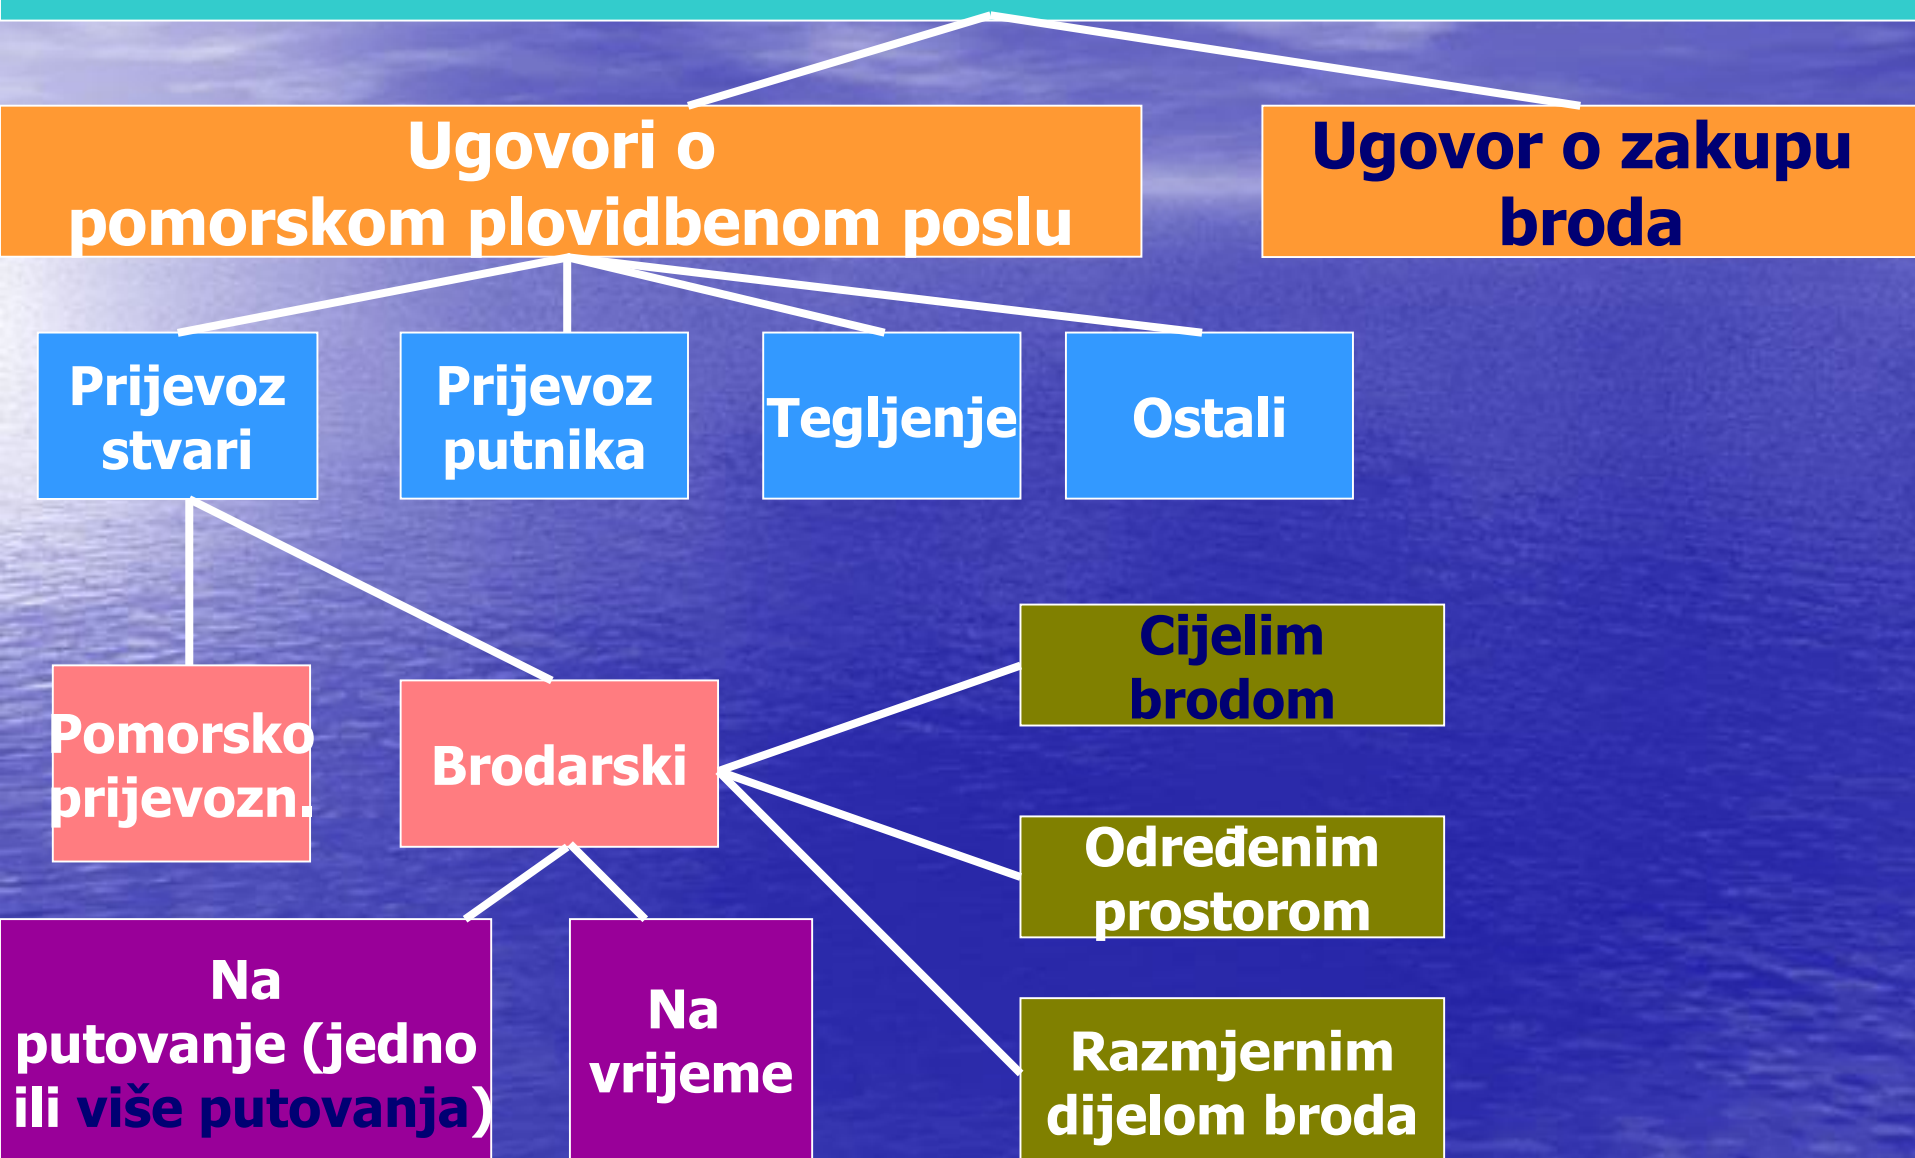 Ugovori o
pomorskom plovidbenom poslu
Ugovor o zakupu
broda
Prijevoz
stvari
Prijevoz
putnika
Tegljenje
Ostali
Pomorsko
prijevozn.
Brodarski
Cijelim
brodom
Određenim
prostorom
Razmjernim
dijelom broda
Na
putovanje (jedno
ili više putovanja)
Na
vrijeme